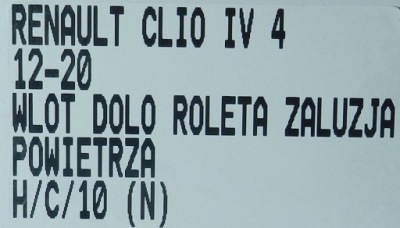 RENAULT CLIO IV 4
12-20
WLOT DOLO ROLETA ZALUZJA
POWIETRZA
H/C/10 (N)